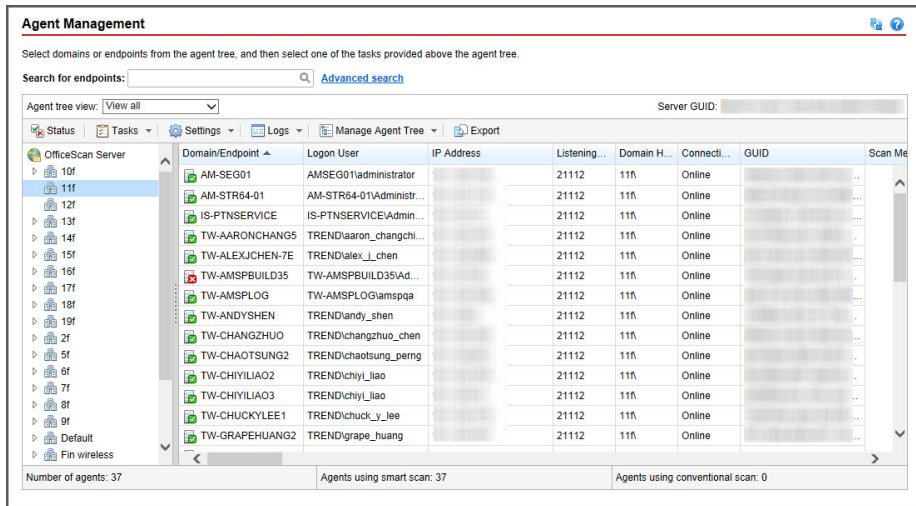 Agent Management
Select domains or endpoints from the agent tree, and then select one of the tasks provided above the agent tree.
Search for endpoints: Advanced search
Agent tree view: View all Server GUID:
Status Tasks Settings Logs Manage Agent Tree Export
OfficeScan Server
10f
11f
12f
13f
14f
15f
16f
17f
18f
19f
2f
5f
6f
7f
8f
9f
Default
Fin wireless
Domain/Endpoint Logon User IP Address Listening... Domain H... Connecti... GUID Scan Me
AM-SEG01 AMSEG01\administrator 21112 11f\ Online
AM-STR64-01 AM-STR64-01\Administr... 21112 11f\ Online
IS-PTNSERVICE IS-PTNSERVICE\Admin... 21112 11f\ Online
TW-AARONCHANG5 TREND\aaron_changchi... 21112 11f\ Online
TW-ALEXJCHEN-7E TREND\alex_j_chen 21112 11f\ Online
TW-AMSPBUILD35 TW-AMSPBUILD35\Ad... 21112 11f\ Online
TW-AMSPLOG TW-AMSPLOG\amspqa 21112 11f\ Online
TW-ANDYSHEN TREND\andy_shen 21112 11f\ Online
TW-CHANGZHUO TREND\changzhuo_chen 21112 11f\ Online
TW-CHAOTSUNG2 TREND\chaotsung_perng 21112 11f\ Online
TW-CHIYILIAO2 TREND\chiyi_liao 21112 11f\ Online
TW-CHIYILIAO3 TREND\chiyi_liao 21112 11f\ Online
TW-CHUCKYLEE1 TREND\chuck_y_lee 21112 11f\ Online
TW-GRAPEHUANG2 TREND\grape_huang 21112 11f\ Online
Number of agents: 37 Agents using smart scan: 37 Agents using conventional scan: 0